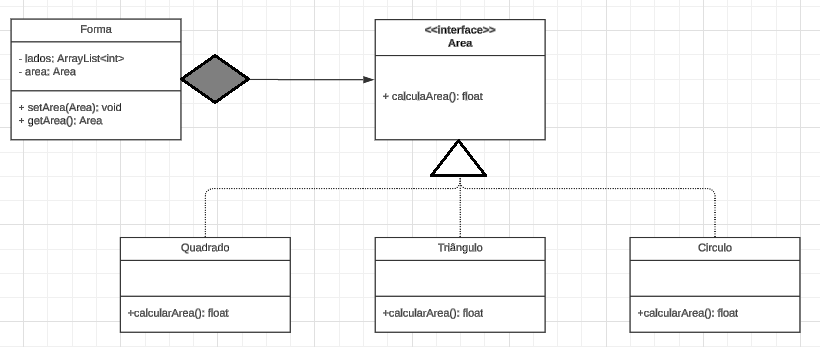 Forma
- lados; ArrayList<int>
- area; Area
+ setArea(Area); void
+ getArea(); Area
<<interface>>
Area
+ calculaArea(): float
Quadrado
+calcularArea(): float
Triângulo
+calcularArea(): float
Círculo
+calcularArea(): float